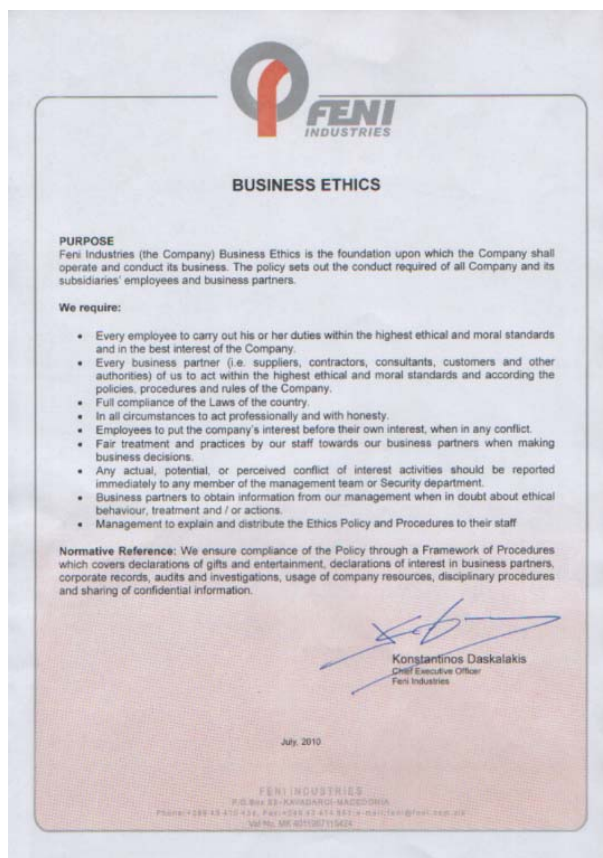 FENI
INDUSTRIES
BUSINESS ETHICS
PURPOSE
Feni Industries (the Company) Business Ethics is the foundation upon which the Company shall
operate and conduct its business. The policy sets out the conduct required of all Company and its
subsidiaries' employees and business partners.
We require:
• Every employee to carry out his or her duties within the highest ethical and moral standards
and in the best interest of the Company.
• Every business partner (i.e. suppliers, contractors, consultants, customers and other
authorities) of us to act within the highest ethical and moral standards and according the
policies, procedures and rules of the Company.
• Full compliance of the Laws of the country.
• In all circumstances to act professionally and with honesty.
• Employees to put the company's interest before their own interest, when in any conflict.
• Fair treatment and practices by our staff towards our business partners when making
business decisions.
• Any actual, potential, or perceived conflict of interest activities should be reported
immediately to any member of the management team or Security department.
• Business partners to obtain information from our management when in doubt about ethical
behaviour, treatment and / or actions.
• Management to explain and distribute the Ethics Policy and Procedures to their staff
Normative Reference: We ensure compliance of the Policy through a Framework of Procedures
which covers declarations of gifts and entertainment, declarations of interest in business partners,
corporate records, audits and investigations, usage of company resources, disciplinary procedures
and sharing of confidential information.
Konstantinos Daskalakis
Chief Executive Officer
Feni Industries
July, 2010
FENI INDUSTRIES
P.O.Box KAVADARCI-MACEDONIA